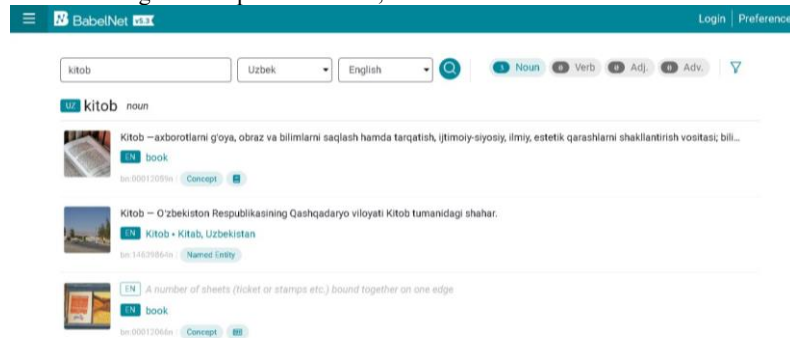 BabelNet v5.3 Login Preference
kitob Uzbek English Noun Verb Adj. Adv.
UZ kitob noun
Kitob —axborotlarni g'oya, obraz va bilimlarni saqlash hamda tarqatish, ijtimoiy-siyosiy, ilmiy, estetik qarashlarni shakllantirish vositasi; bili...
EN book
Concept
Kitob — O'zbekiston Respublikasining Qashqadaryo viloyati Kitob tumanidagi shahar.
EN Kitob • Kitab, Uzbekistan
Named Entity
EN A number of sheets (ticket or stamps etc.) bound together on one edge
EN book
Concept